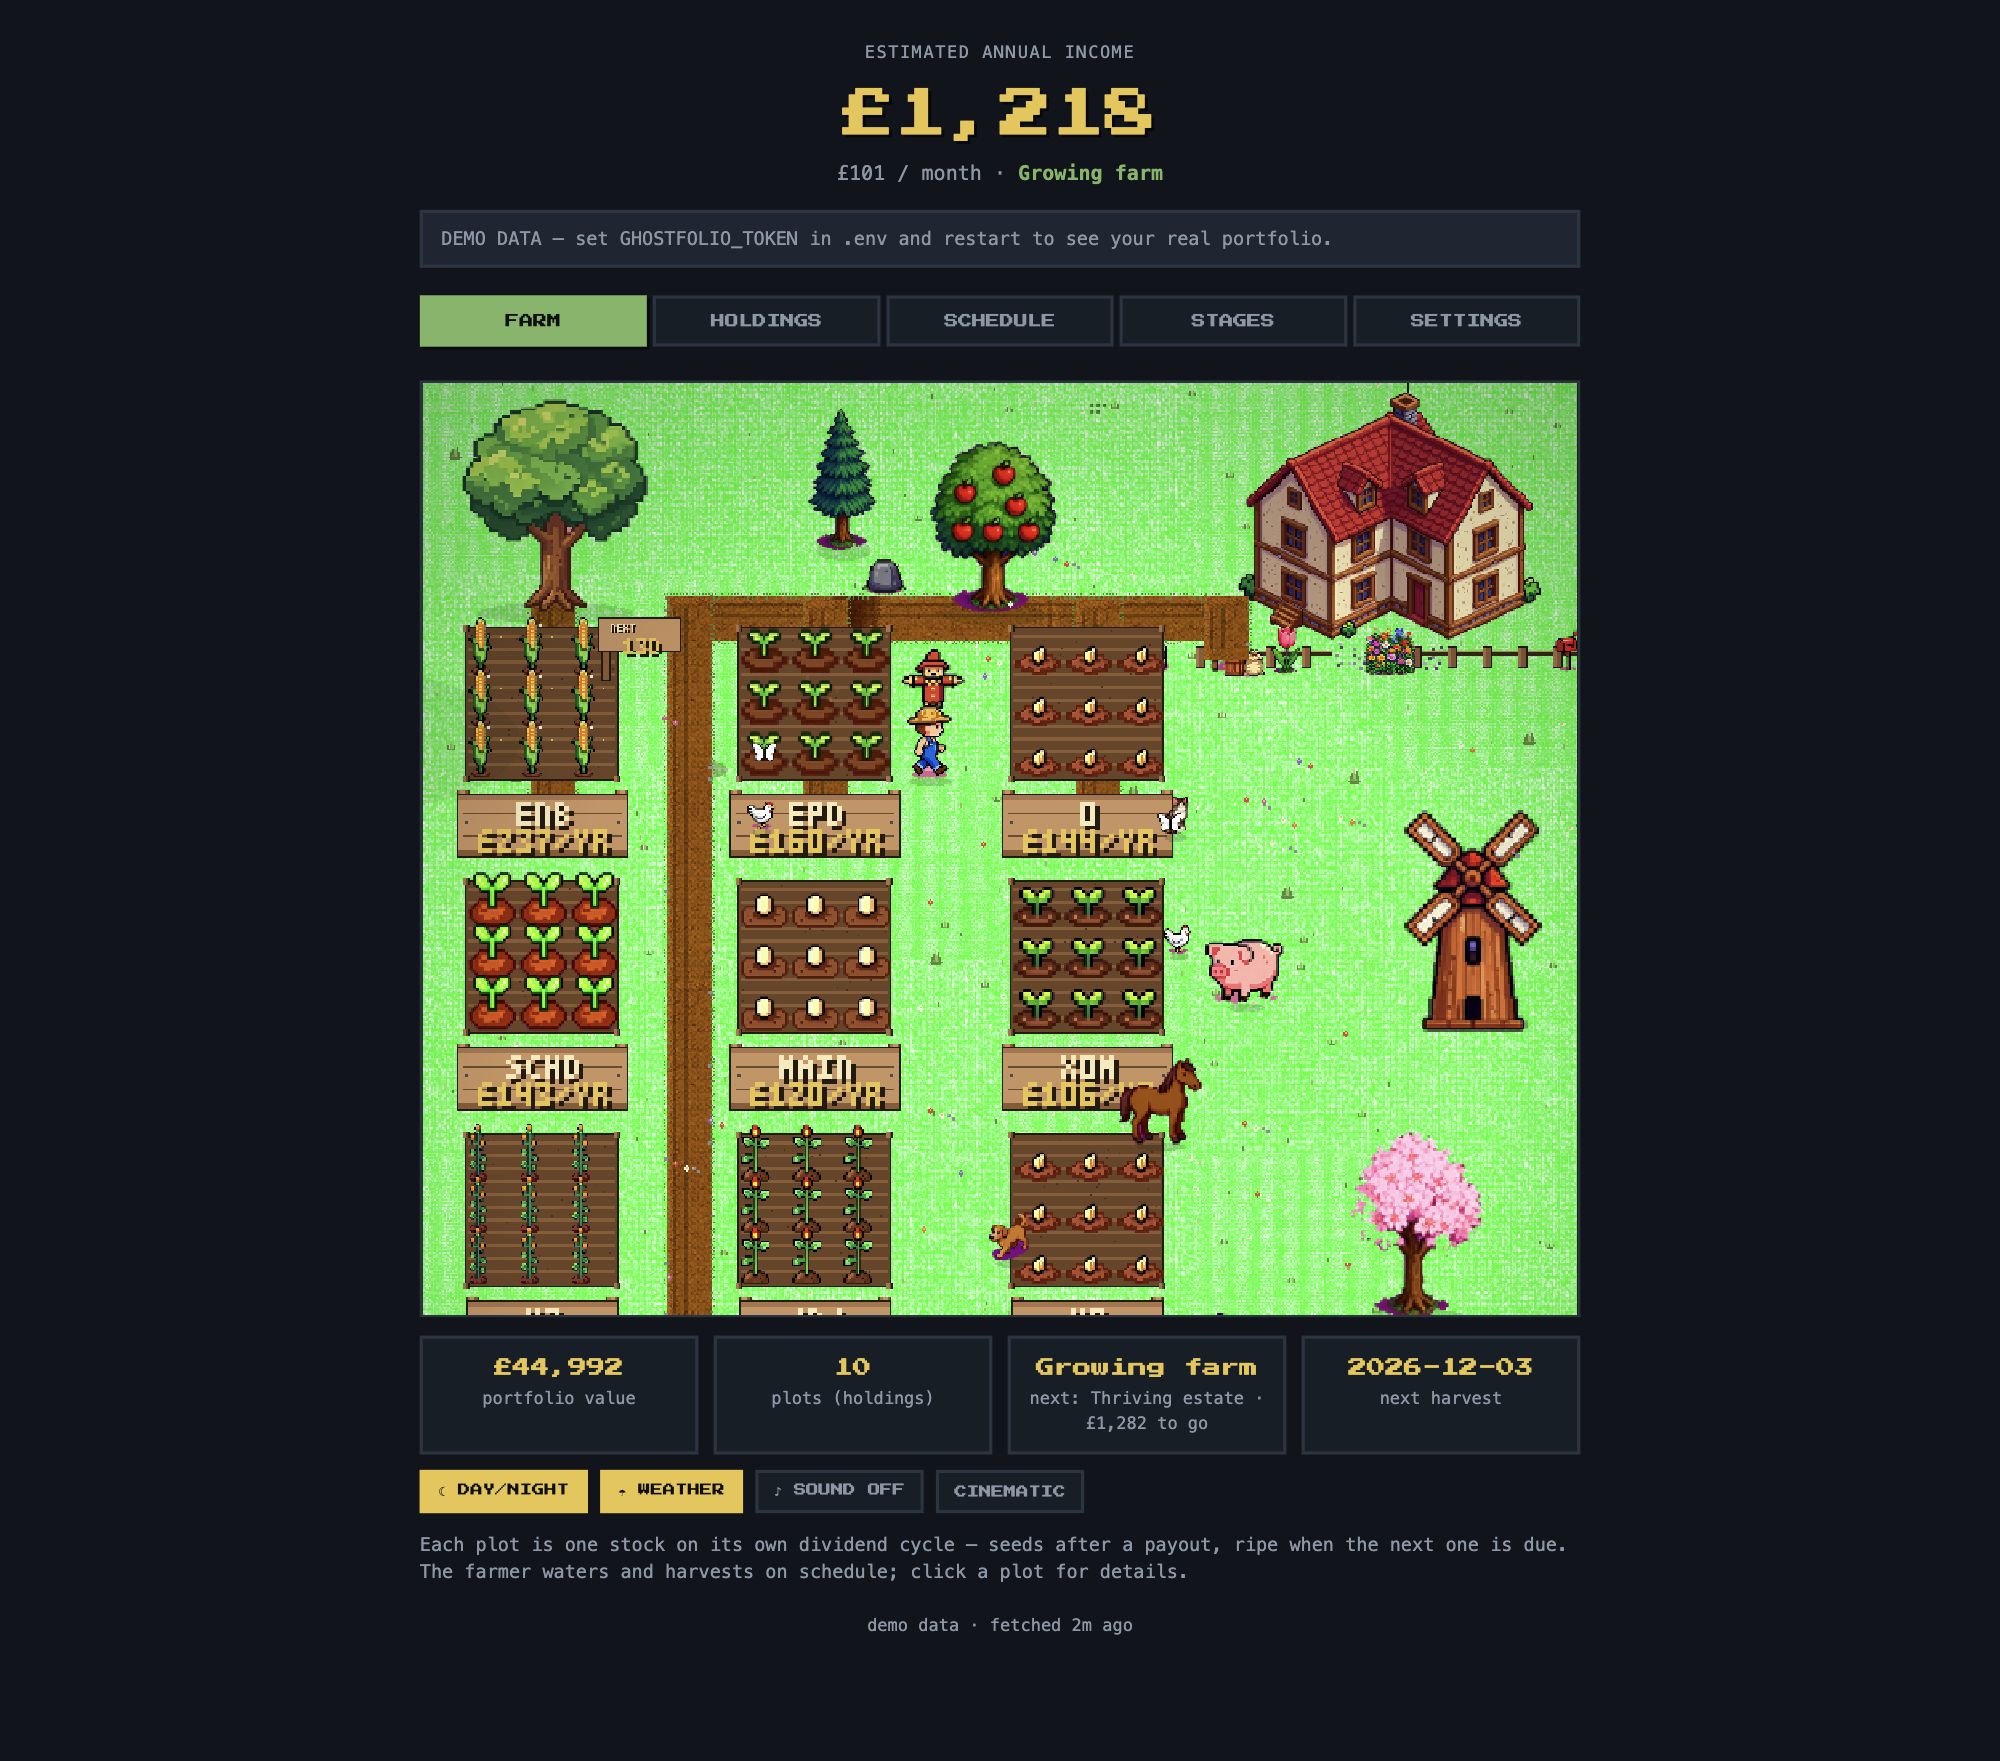 ESTIMATED ANNUAL INCOME
£1,218
£101 / month · Growing farm
DEMO DATA — set GHOSTFOLIO_TOKEN in .env and restart to see your real portfolio.
FARM
HOLDINGS
SCHEDULE
STAGES
SETTINGS
NEXT
13D
ENB
£237/YR
EPD
£160/YR
O
£144/YR
SCHD
£143/YR
MAIN
£120/YR
XOM
£106/
£44,992
portfolio value
10
plots (holdings)
Growing farm
next: Thriving estate ·
£1,282 to go
2026-12-03
next harvest
☾ DAY/NIGHT
☂ WEATHER
♪ SOUND OFF
CINEMATIC
Each plot is one stock on its own dividend cycle — seeds after a payout, ripe when the next one is due.
The farmer waters and harvests on schedule; click a plot for details.
demo data · fetched 2m ago